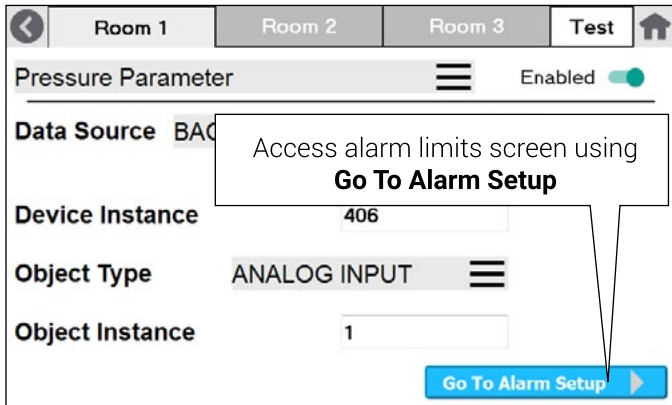 Room 1 Room 2 Room 3 Test
Pressure Parameter Enabled
Data Source
Access alarm limits screen using
Go To Alarm Setup
Device Instance 406
Object Type ANALOG INPUT
Object Instance 1
Go To Alarm Setup